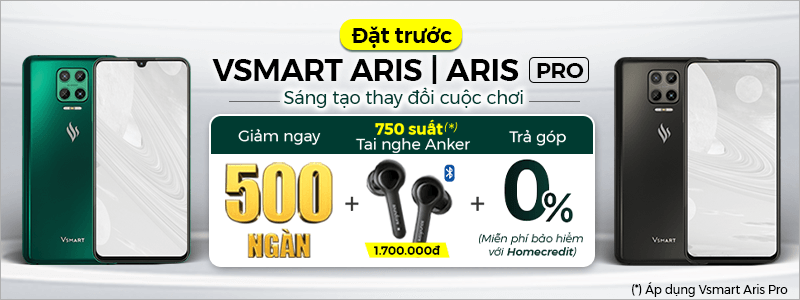 Đặt trước
VSMART ARIS | ARIS PRO
Sáng tạo thay đổi cuộc chơi
Giảm ngay
500
NGÀN
+
750 suất(*)
Tai nghe Anker
1.700.000đ
+
Trả góp
0%
(Miễn phí bảo hiểm
với Homecredit)
VSMART
VSMART
(*) Áp dụng Vsmart Aris Pro